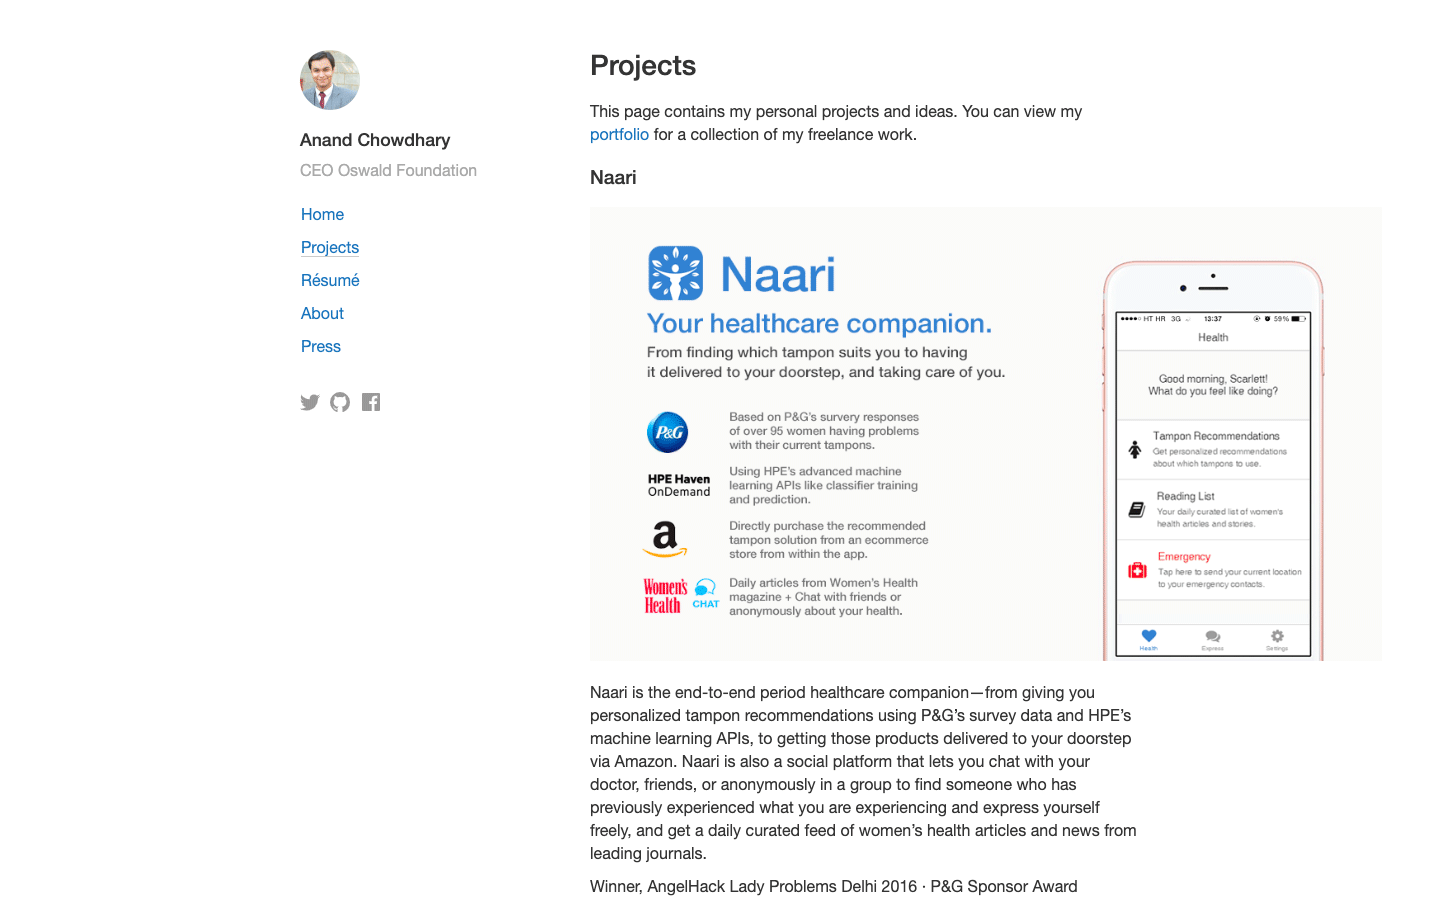 Anand Chowdhary
CEO Oswald Foundation
Home
Projects
Résumé
About
Press
Projects
This page contains my personal projects and ideas. You can view my
portfolio for a collection of my freelance work.
Naari
Naari
Your healthcare companion.
From finding which tampon suits you to having
it delivered to your doorstep, and taking care of you.
P&G
Based on P&G's survery responses
of over 95 women having problems
with their current tampons.
HPE Haven
OnDemand
Using HPE's advanced machine
learning APIs like classifier training
and prediction.
a
Directly purchase the recommended
tampon solution from an ecommerce
store from within the app.
Women's
Health
CHAT
Daily articles from Women's Health
magazine + Chat with friends or
anonymously about your health.
HT HR 3G 13:37 59%
Health
Good morning, Scarlett!
What do you feel like doing?
Tampon Recommendations
Get personalized recommendations
about which tampons to use.
Reading List
Your daily curated list of women's
health articles and stories.
Emergency
Tap here to send your current location
to your emergency contacts.
Health Express Settings
Naari is the end-to-end period healthcare companion—from giving you
personalized tampon recommendations using P&G’s survey data and HPE’s
machine learning APIs, to getting those products delivered to your doorstep
via Amazon. Naari is also a social platform that lets you chat with your
doctor, friends, or anonymously in a group to find someone who has
previously experienced what you are experiencing and express yourself
freely, and get a daily curated feed of women’s health articles and news from
leading journals.
Winner, AngelHack Lady Problems Delhi 2016 · P&G Sponsor Award